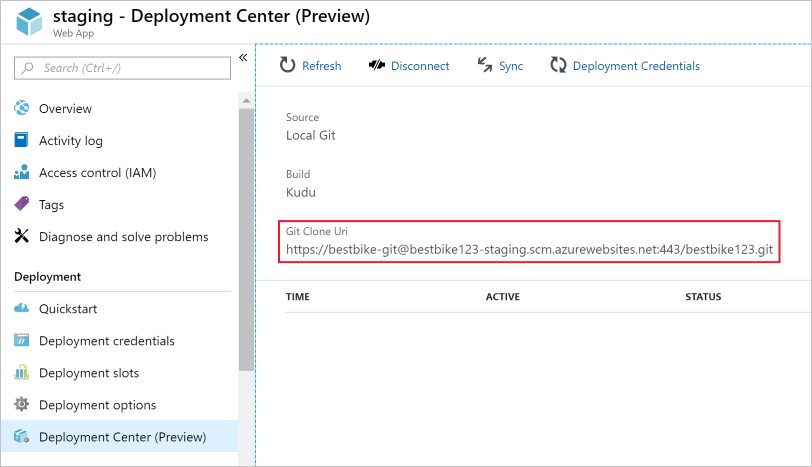 staging - Deployment Center (Preview)
Web App
Search (Ctrl+/)
«
Overview
Activity log
Access control (IAM)
Tags
Diagnose and solve problems
Deployment
Quickstart
Deployment credentials
Deployment slots
Deployment options
Deployment Center (Preview)
Refresh Disconnect Sync Deployment Credentials
Source
Local Git
Build
Kudu
Git Clone Uri
https://bestbike-git@bestbike123-staging.scm.azurewebsites.net:443/bestbike123.git
TIME ACTIVE STATUS